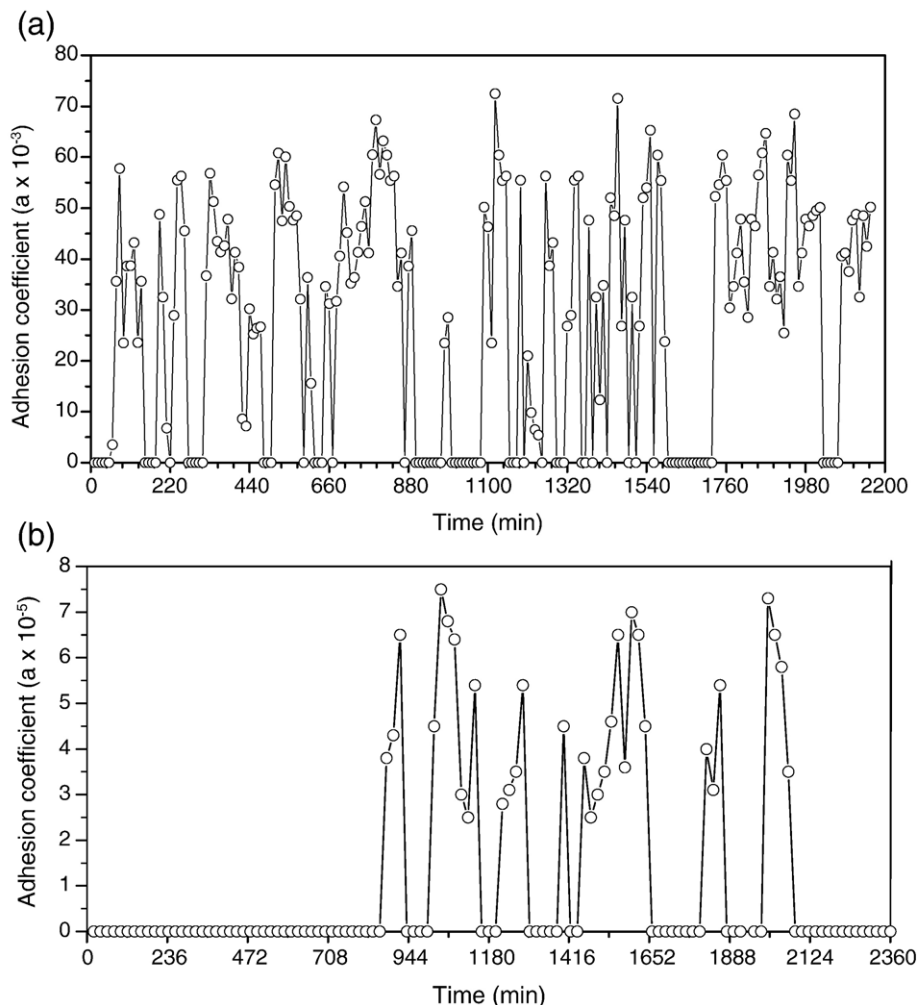 (a)
80
70
60
50
40
30
20
10
0
Adhesion coefficient (a x 10⁻³)
0 220 440 660 880 1100 1320 1540 1760 1980 2200
Time (min)
(b)
8
7
6
5
4
3
2
1
0
Adhesion coefficient (a x 10⁻⁵)
0 236 472 708 944 1180 1416 1652 1888 2124 2360
Time (min)